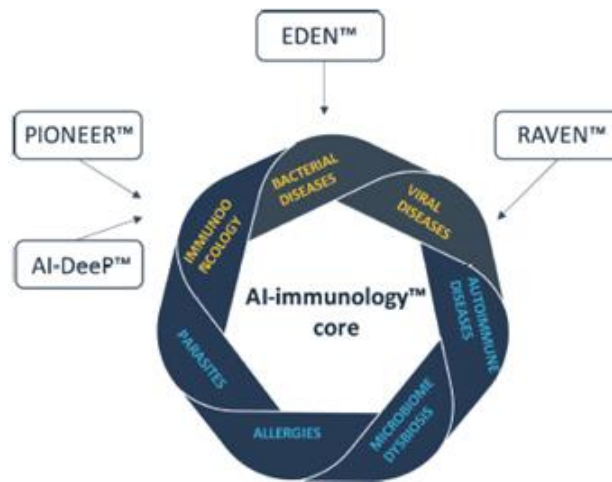 EDEN™
PIONEER™
RAVEN™
AI-DeeP™
BACTERIAL
DISEASES
VIRAL
DISEASES
IMMUNOO
NCOLOGY
AI-immunology™
core
AUTOIMMUNE
DISEASES
PARASITES
ALLERGIES
MICROBIOME
DYSBIOSIS